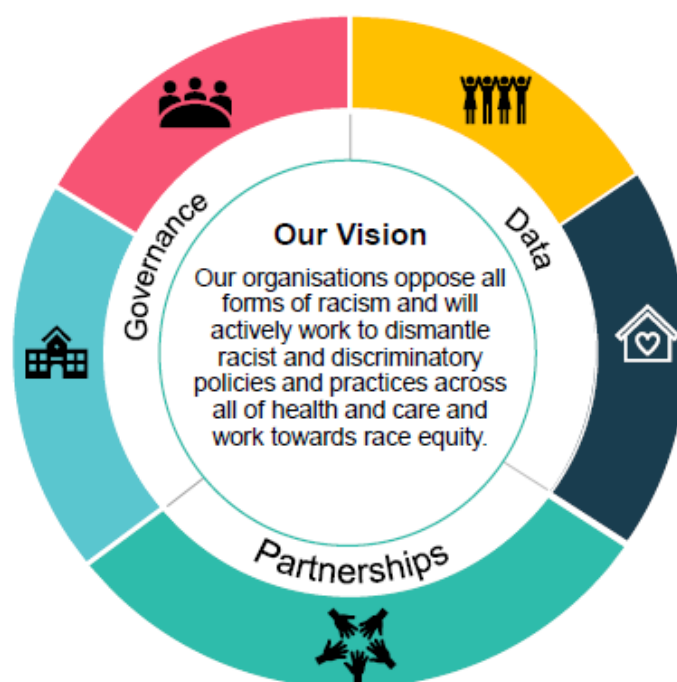 Governance
Data
Our Vision
Our organisations oppose all
forms of racism and will
actively work to dismantle
racist and discriminatory
policies and practices across
all of health and care and
work towards race equity.
Partnerships